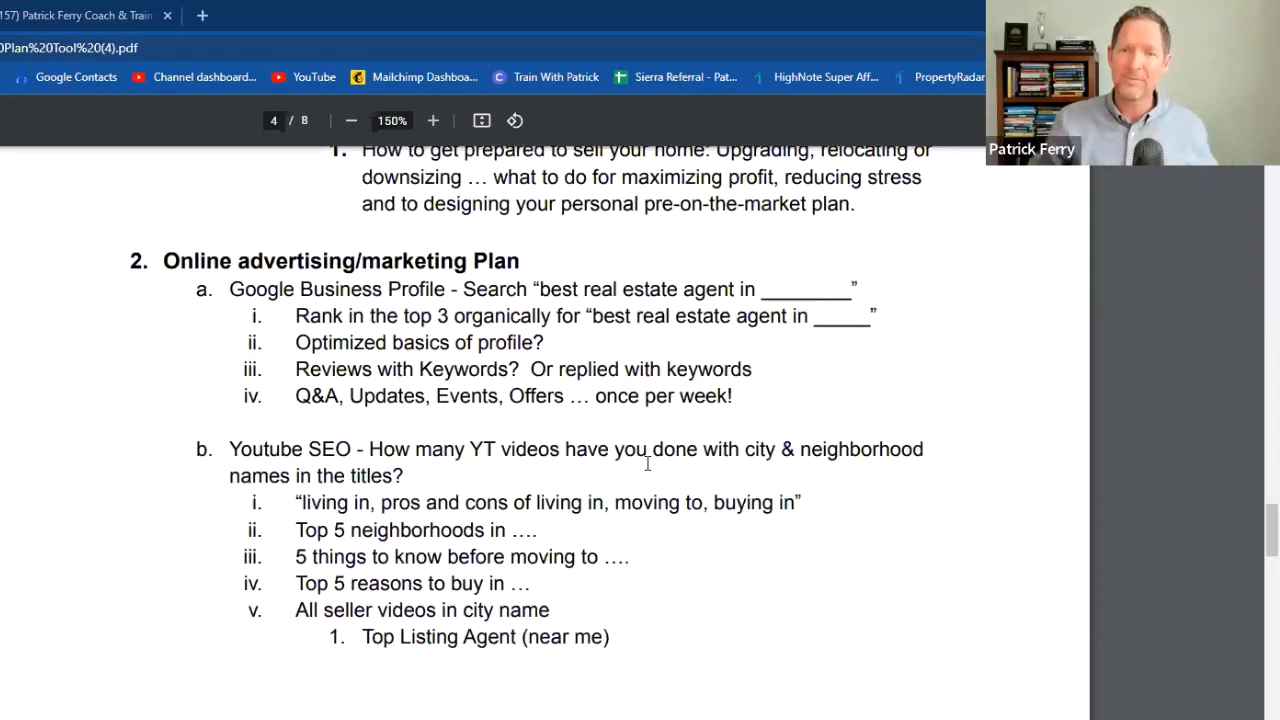 157) Patrick Ferry Coach & Train
0Plan%20Tool%20(4).pdf
Google Contacts
Channel dashboard...
YouTube
Mailchimp Dashboa...
Train With Patrick
Sierra Referral - Pat...
HighNote Super Aff...
PropertyRadar
4 / 8
150%
Patrick Ferry
1. How to get prepared to sell your home: Upgrading, relocating or
downsizing … what to do for maximizing profit, reducing stress
and to designing your personal pre-on-the-market plan.
2. Online advertising/marketing Plan
a. Google Business Profile - Search “best real estate agent in ________”
i. Rank in the top 3 organically for “best real estate agent in _____”
ii. Optimized basics of profile?
iii. Reviews with Keywords? Or replied with keywords
iv. Q&A, Updates, Events, Offers … once per week!
b. Youtube SEO - How many YT videos have you done with city & neighborhood
names in the titles?
i. “living in, pros and cons of living in, moving to, buying in”
ii. Top 5 neighborhoods in ….
iii. 5 things to know before moving to ….
iv. Top 5 reasons to buy in …
v. All seller videos in city name
1. Top Listing Agent (near me)